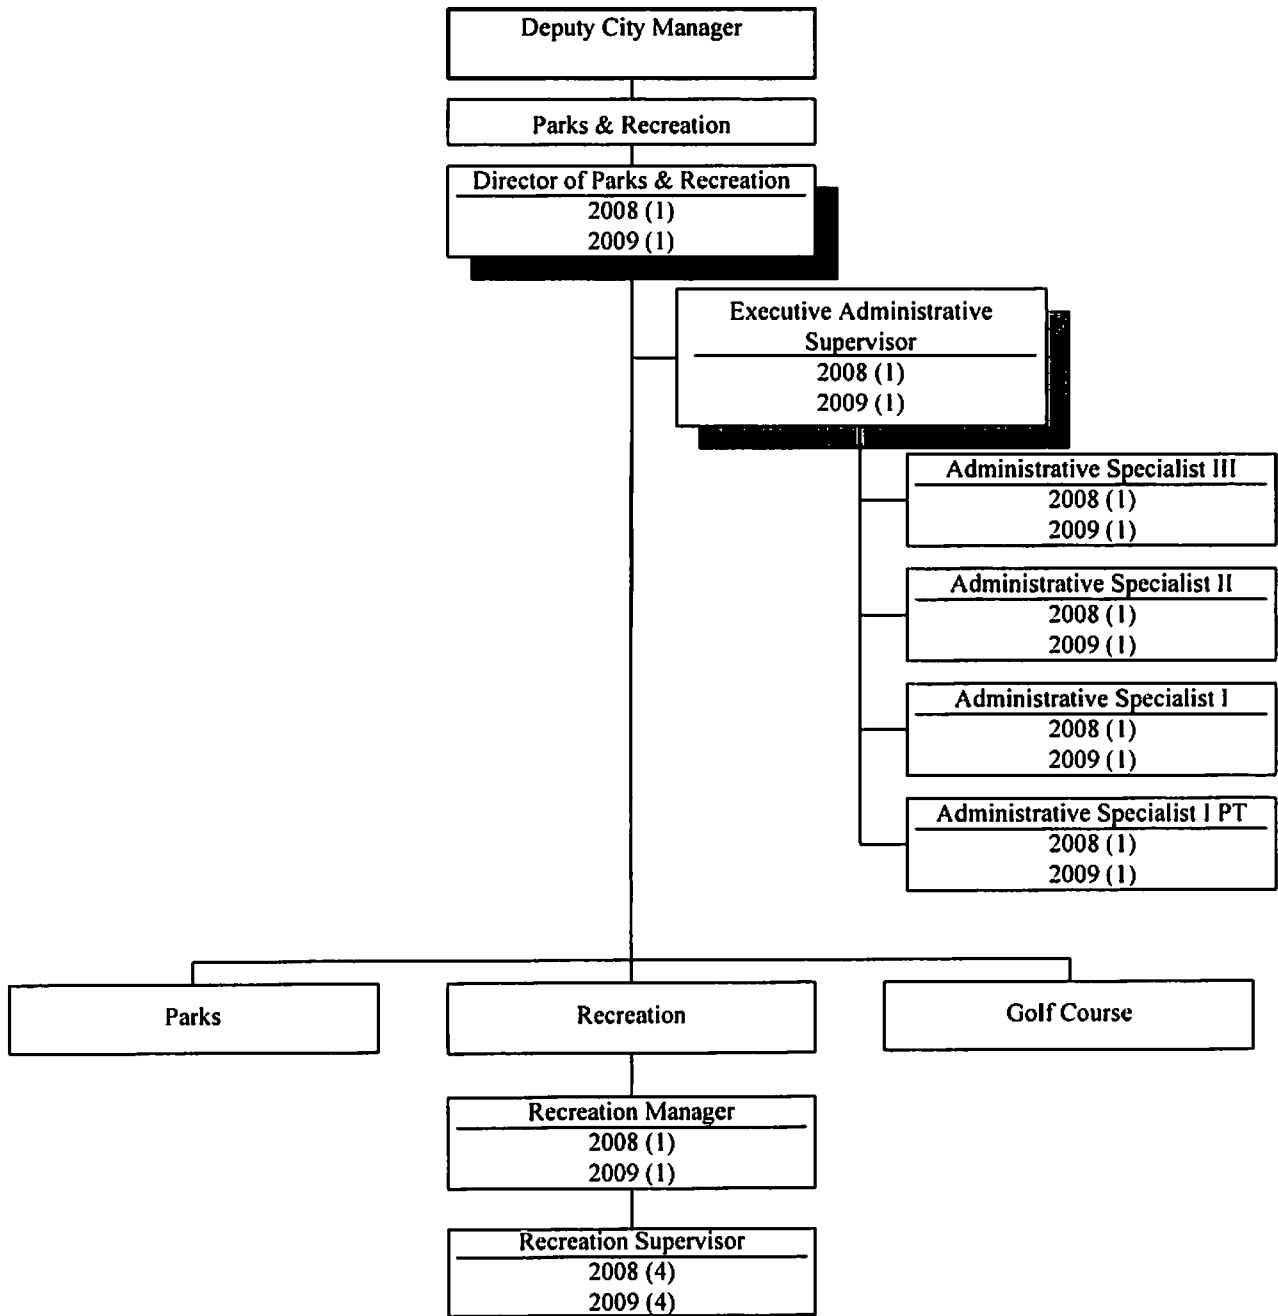 Deputy City Manager
Parks & Recreation
Director of Parks & Recreation
2008 (1)
2009 (1)
Executive Administrative
Supervisor
2008 (1)
2009 (1)
Administrative Specialist III
2008 (1)
2009 (1)
Administrative Specialist II
2008 (1)
2009 (1)
Administrative Specialist I
2008 (1)
2009 (1)
Administrative Specialist I PT
2008 (1)
2009 (1)
Parks
Recreation
Golf Course
Recreation Manager
2008 (1)
2009 (1)
Recreation Supervisor
2008 (4)
2009 (4)